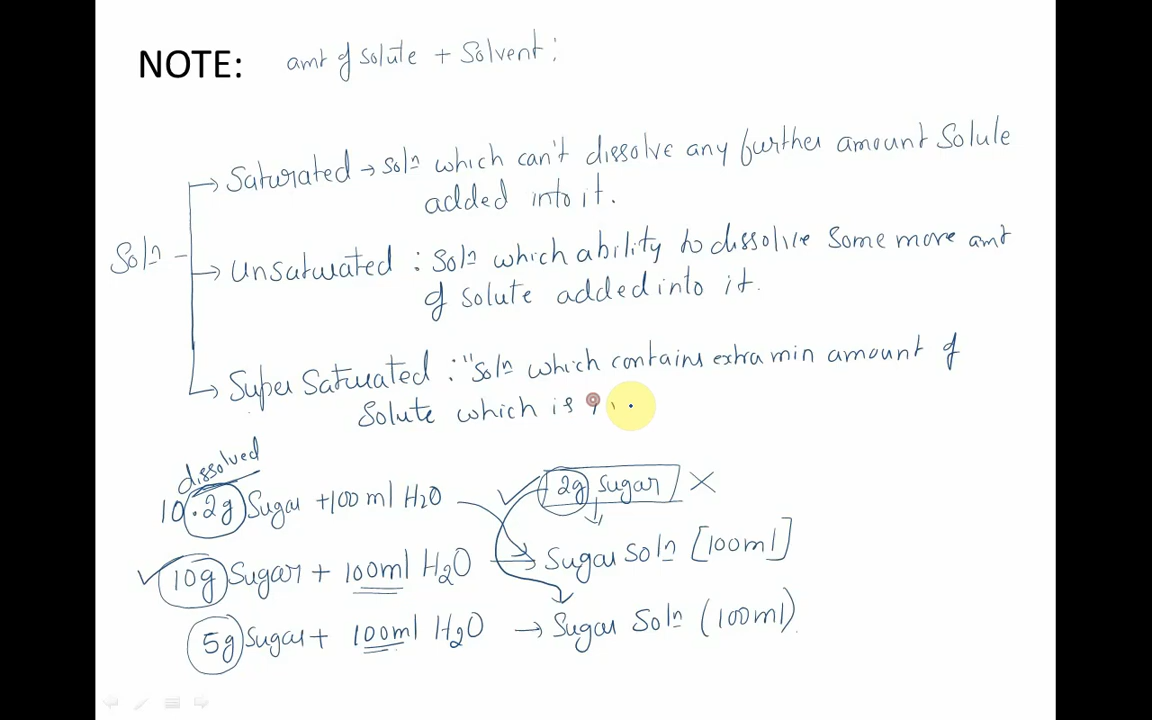 NOTE: amt of Solute + Solvent:
Soln
Saturated → soln which can't dissolve any further amount Solute
added into it.
Unsaturated : Soln which ability to dissolve some more amt
of solute added into it.
Super Saturated : "Soln which contains extra min amount of
Solute which is
dissolved
10.2g Sugar + 100 ml H2O
+ 2g Sugar ×
10g Sugar + 100ml H2O → Sugar Soln [100ml]
5g Sugar + 100ml H2O → Sugar Soln (100ml)